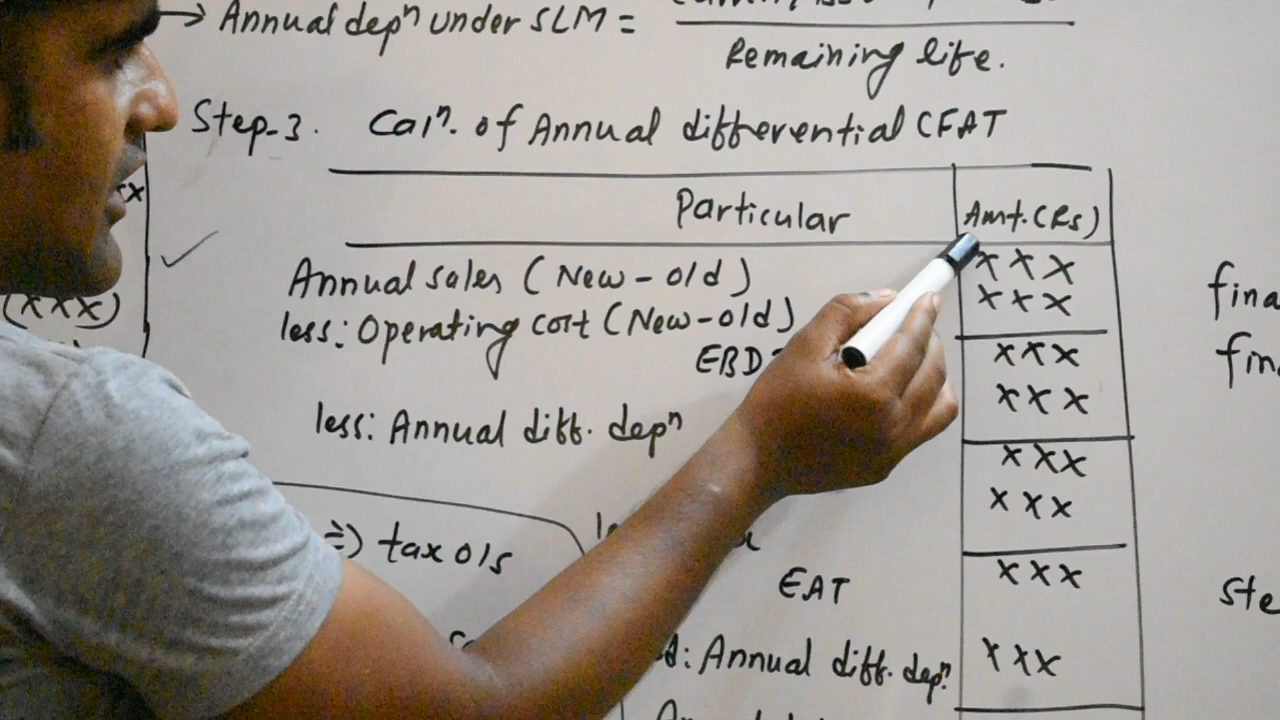 → Annual depⁿ under SLM =
Remaining life.
Step-3. Calⁿ. of Annual differential CFAT
Particular Amt.(Rs)
xx
Annual sales (New-old) xxx
(xxx)
less: Operating cost (New-old) xxx
EBD xxx
less: Annual diff. depⁿ xxx
xxx
xxx
⇒) tax o/s
EAT xxx
: Annual diff. depⁿ. xxx
fina
fin
Ste